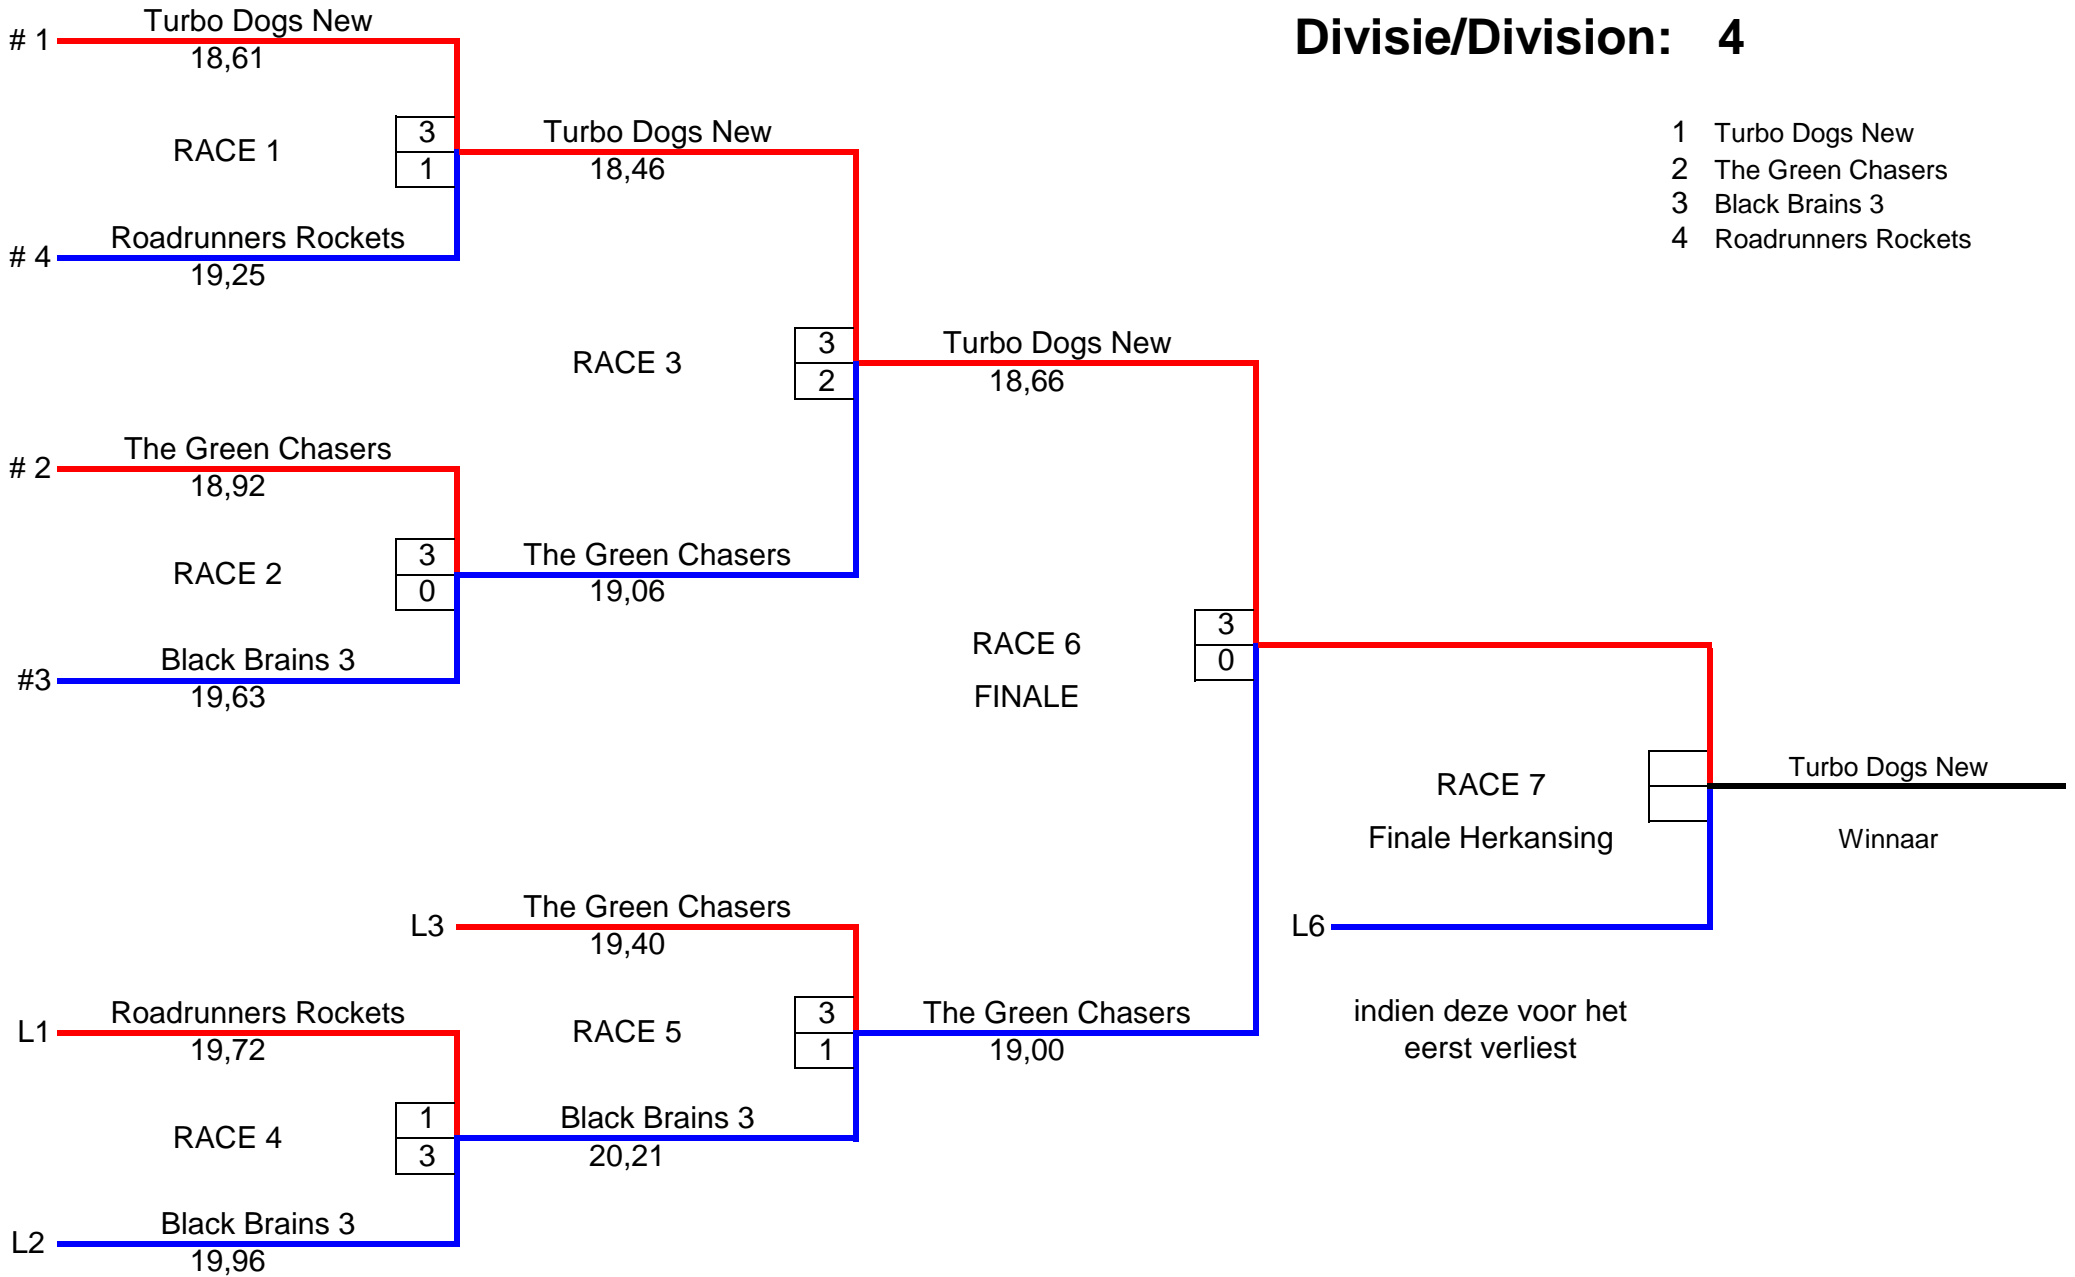 Divisie/Division: 4
1 Turbo Dogs New
2 The Green Chasers
3 Black Brains 3
4 Roadrunners Rockets
# 1
Turbo Dogs New
18,61
RACE 1
3
1
# 4
Roadrunners Rockets
19,25
Turbo Dogs New
18,46
RACE 3
3
2
# 2
The Green Chasers
18,92
RACE 2
3
0
#3
Black Brains 3
19,63
The Green Chasers
19,06
Turbo Dogs New
18,66
RACE 6
FINALE
3
0
RACE 7
Finale Herkansing
Turbo Dogs New
Winnaar
L6
indien deze voor het
eerst verliest
L3
The Green Chasers
19,40
RACE 5
3
1
The Green Chasers
19,00
L1
Roadrunners Rockets
19,72
RACE 4
1
3
Black Brains 3
20,21
L2
Black Brains 3
19,96